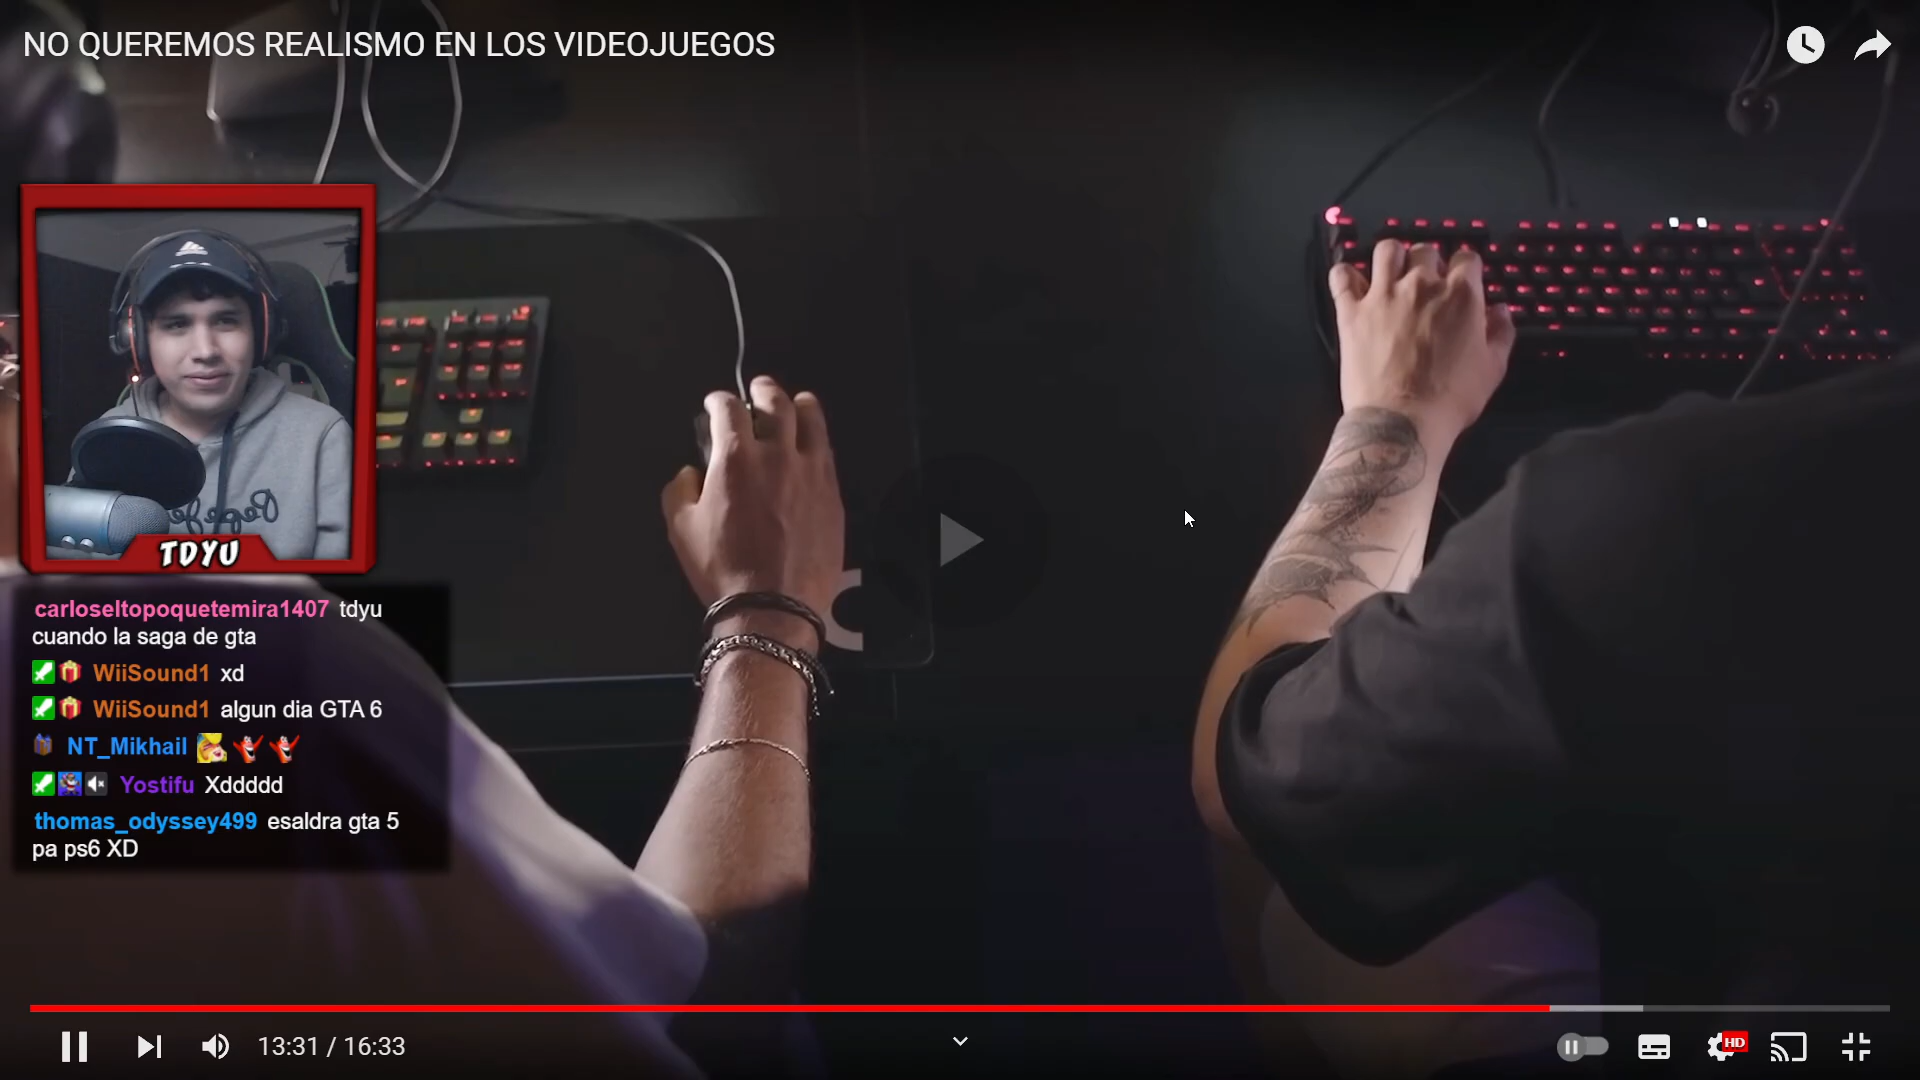 NO QUEREMOS REALISMO EN LOS VIDEOJUEGOS
TDYU
carloseltopoquetemira1407 tdyu
cuando la saga de gta
WiiSound1 xd
WiiSound1 algun dia GTA 6
NT_Mikhail
Yostifu Xddddd
thomas_odyssey499 esaldra gta 5
pa ps6 XD
13:31 / 16:33
HD